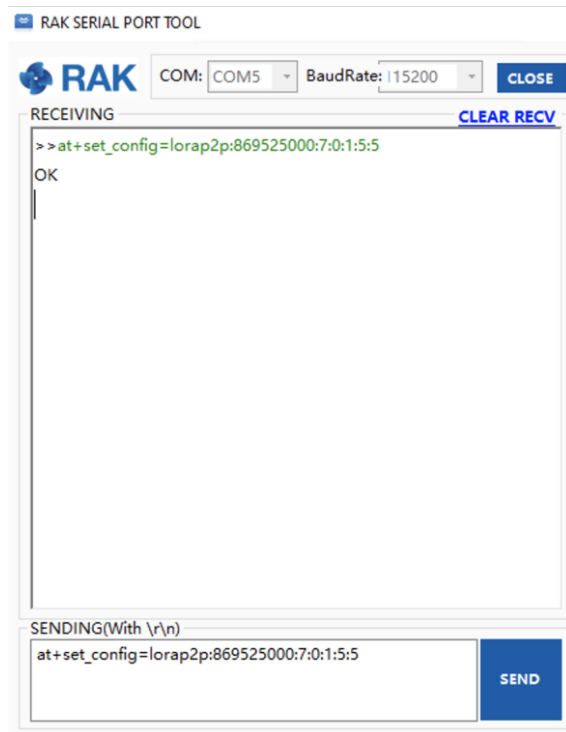 RAK SERIAL PORT TOOL
RAK COM: COM5 BaudRate: 115200 CLOSE
RECEIVING CLEAR RECV
>>at+set_config=lorap2p:869525000:7:0:1:5:5
OK
SENDING(With \r\n)
at+set_config=lorap2p:869525000:7:0:1:5:5
SEND